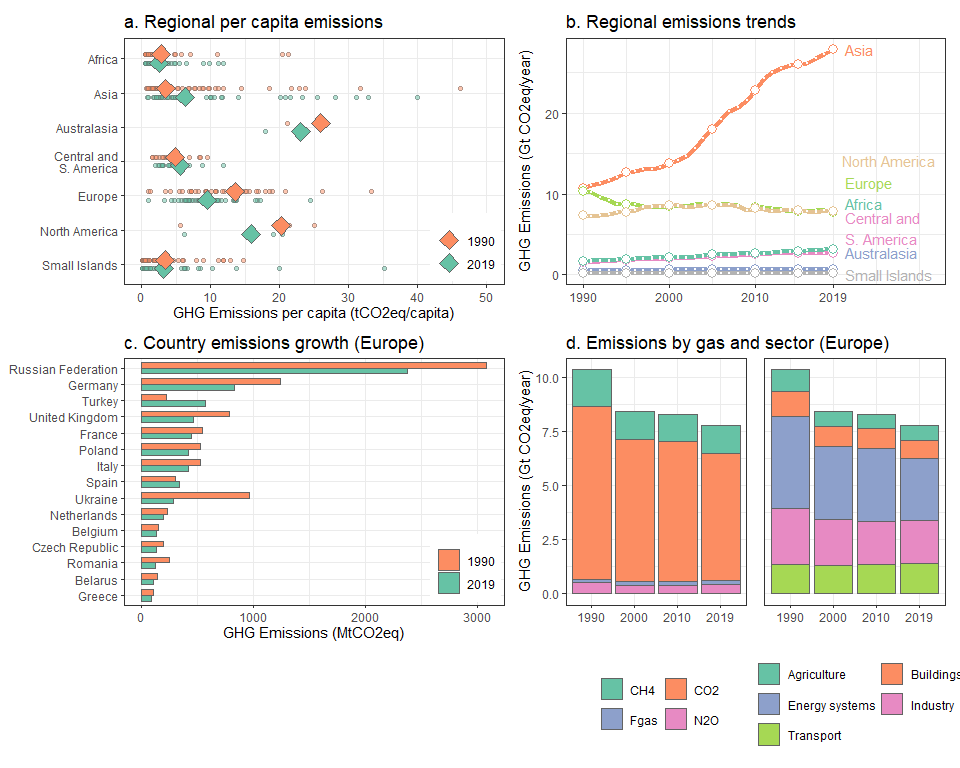 a. Regional per capita emissions
Africa
Asia
Australasia
Central and
S. America
Europe
North America
Small Islands
1990
2019
0
10
20
30
40
50
GHG Emissions per capita (tCO2eq/capita)
b. Regional emissions trends
GHG Emissions (Gt CO2eq/year)
20
10
0
Asia
North America
Europe
Africa
Central and
S. America
Australasia
Small Islands
1990
2000
2010
2019
c. Country emissions growth (Europe)
Russian Federation
Germany
Turkey
United Kingdom
France
Poland
Italy
Spain
Ukraine
Netherlands
Belgium
Czech Republic
Romania
Belarus
Greece
1990
2019
0
1000
2000
3000
GHG Emissions (MtCO2eq)
d. Emissions by gas and sector (Europe)
GHG Emissions (Gt CO2eq/year)
10.0
7.5
5.0
2.5
0.0
1990
2000
2010
2019
1990
2000
2010
2019
CH4
CO2
Fgas
N2O
Agriculture
Buildings
Energy systems
Industry
Transport